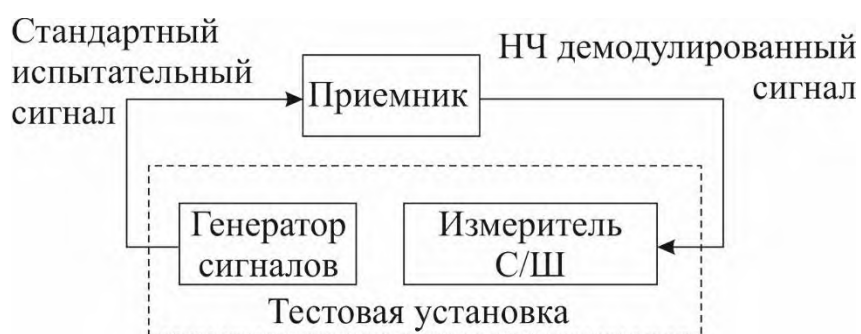 Стандартный
испытательный
сигнал
Приемник
НЧ демодулированный
сигнал
Генератор
сигналов
Измеритель
С/Ш
Тестовая установка